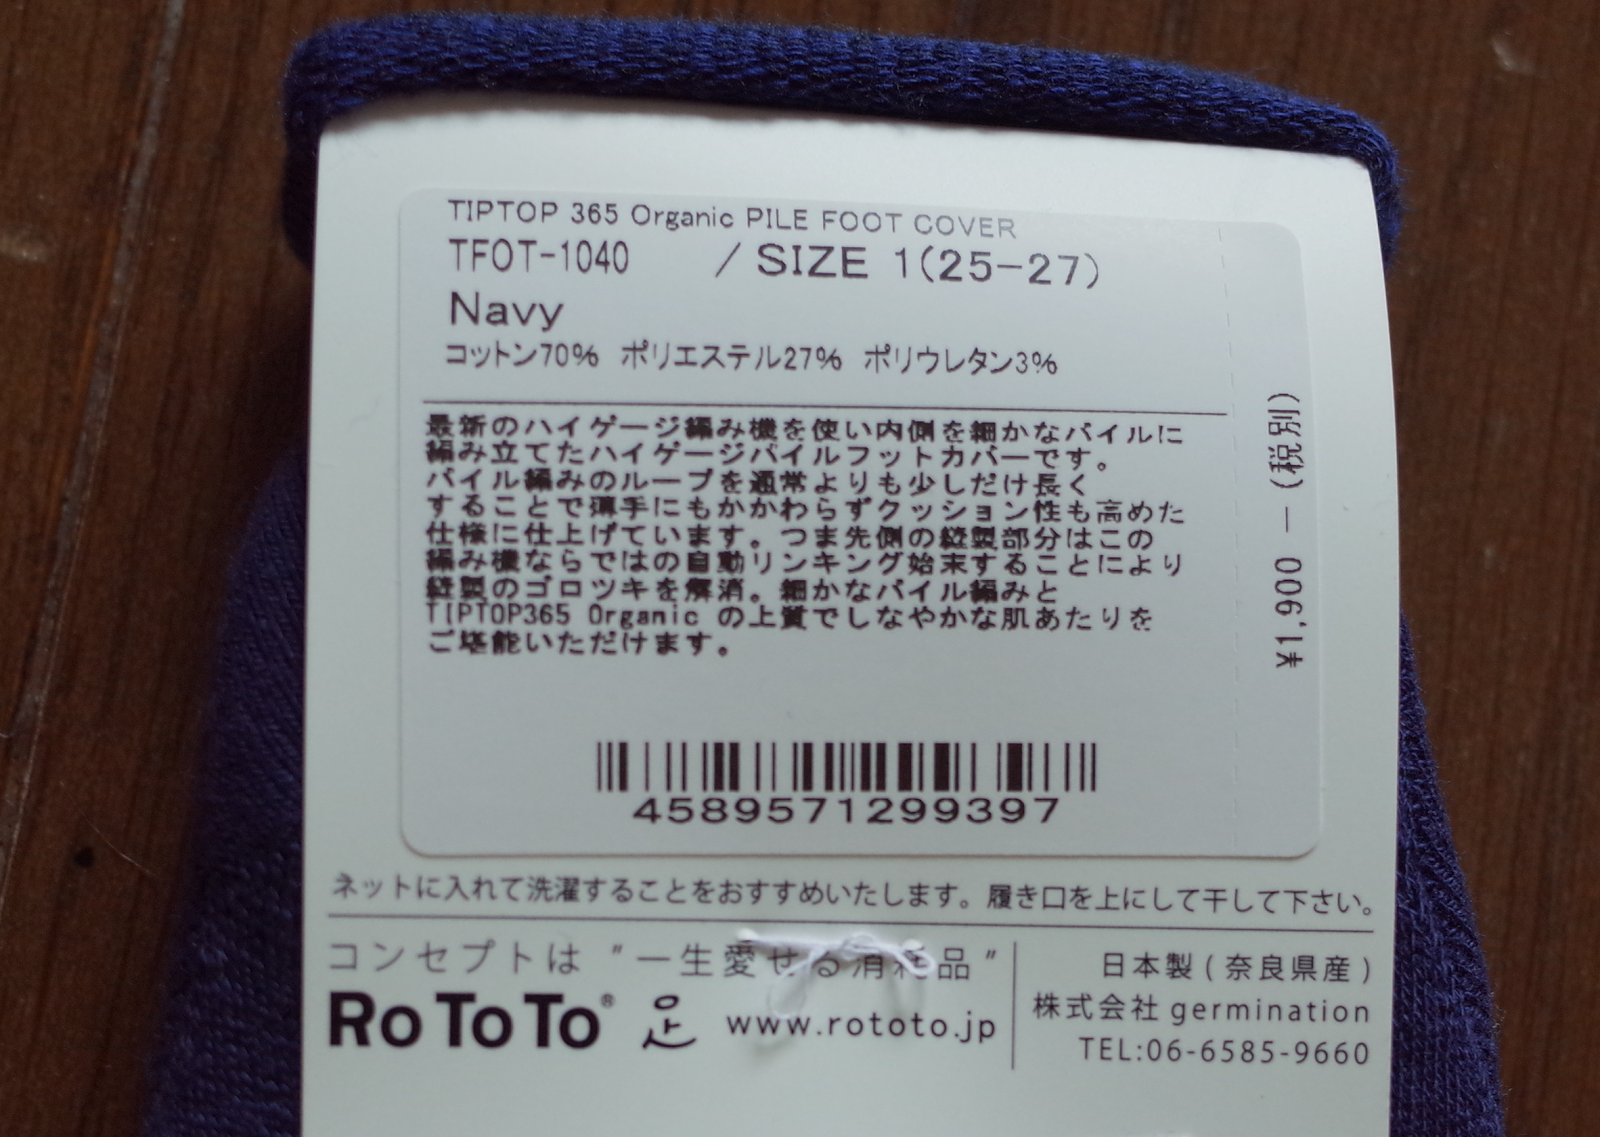 TIPTOP 365 Organic PILE FOOT COVER
TFOT-1040 / SIZE 1(25-27)
Navy
コットン70% ポリエステル27% ポリウレタン3%
最新のハイゲージ編み機を使い内側を細かなパイルに
編み立てたハイゲージパイルフットカバーです。
パイル編みのループを通常よりも少しだけ長く
することで薄手にもかかわらずクッション性も高めた
仕様に仕上げています。つま先側の縫製部分はこの
編み機ならではの自動リンキング始末することにより
縫製のゴロツキを解消。細かなパイル編みと
TIPTOP365 Organic の上質でしなやかな肌あたりを
ご堪能いただけます。
¥1,900 — (税別)
4589571299397
ネットに入れて洗濯することをおすすめいたします。履き口を上にして干して下さい。
コンセプトは "一生愛せる消耗品"
RoToTo® 足 www.rototo.jp
日本製(奈良県産)
株式会社 germination
TEL:06-6585-9660